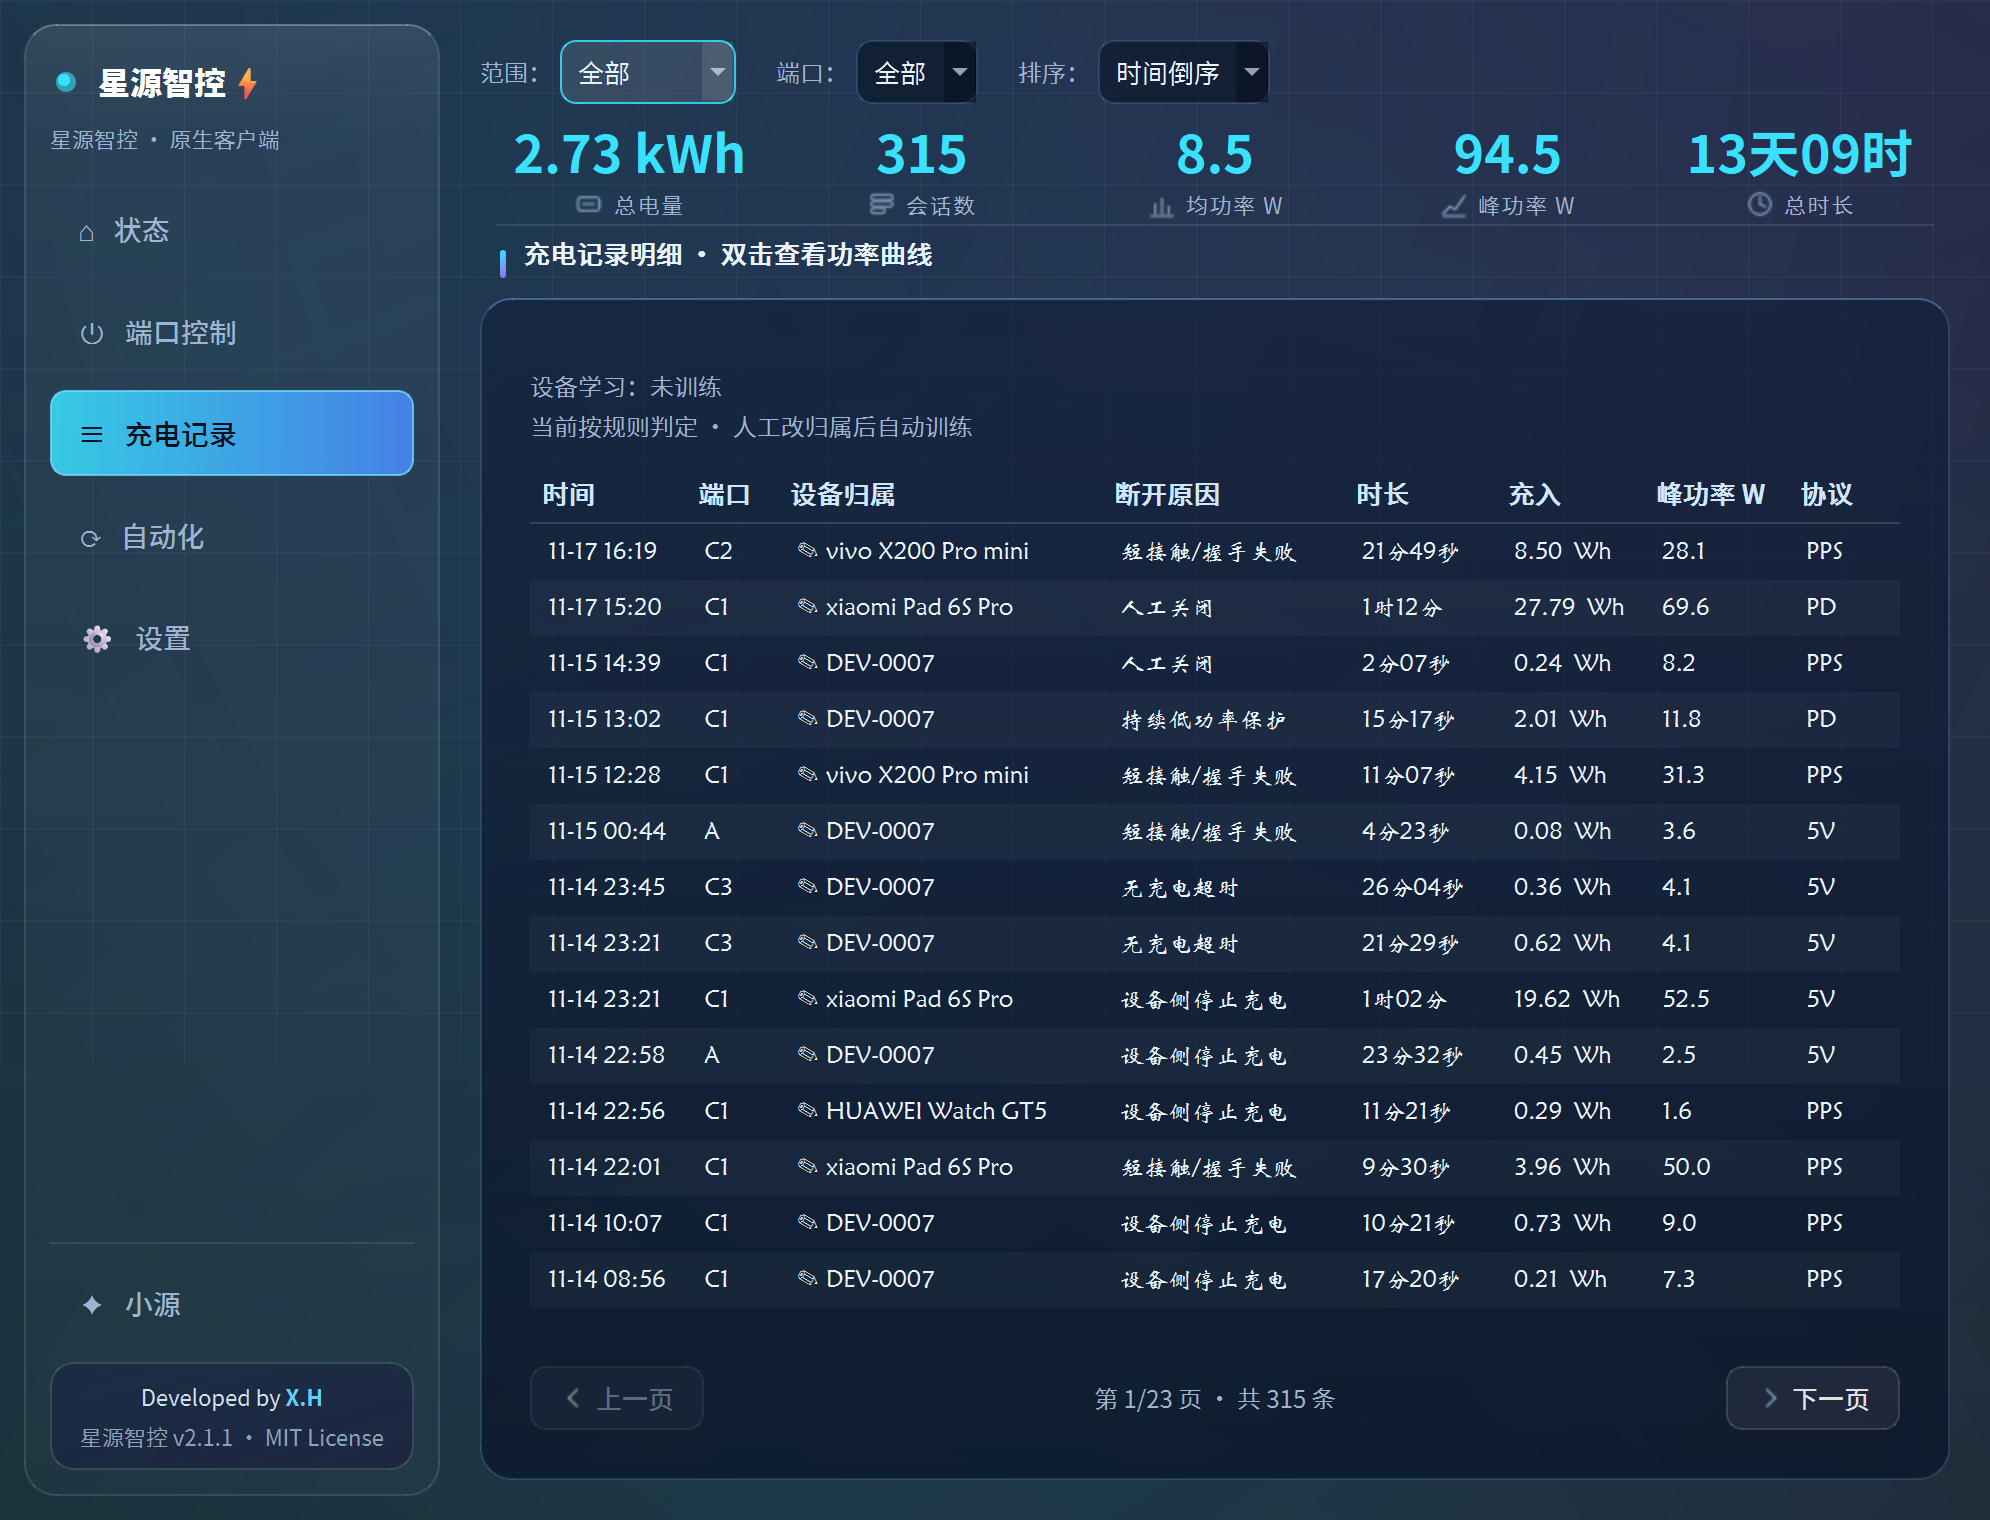 星源智控
星源智控 • 原生客户端
状态
端口控制
充电记录
自动化
设置
小源
Developed by X.H
星源智控 v2.1.1 • MIT License
范围： 全部 端口： 全部 排序： 时间倒序
2.73 kWh 315 8.5 94.5 13天09时
总电量 会话数 均功率 W 峰功率 W 总时长
充电记录明细 • 双击查看功率曲线
设备学习：未训练
当前按规则判定 • 人工改归属后自动训练
时间 端口 设备归属 断开原因 时长 充入 峰功率 W 协议
11-17 16:19 C2 ✎ vivo X200 Pro mini 短接触/握手失败 21分49秒 8.50 Wh 28.1 PPS
11-17 15:20 C1 ✎ xiaomi Pad 6S Pro 人工关闭 1时12分 27.79 Wh 69.6 PD
11-15 14:39 C1 ✎ DEV-0007 人工关闭 2分07秒 0.24 Wh 8.2 PPS
11-15 13:02 C1 ✎ DEV-0007 持续低功率保护 15分17秒 2.01 Wh 11.8 PD
11-15 12:28 C1 ✎ vivo X200 Pro mini 短接触/握手失败 11分07秒 4.15 Wh 31.3 PPS
11-15 00:44 A ✎ DEV-0007 短接触/握手失败 4分23秒 0.08 Wh 3.6 5V
11-14 23:45 C3 ✎ DEV-0007 无充电超时 26分04秒 0.36 Wh 4.1 5V
11-14 23:21 C3 ✎ DEV-0007 无充电超时 21分29秒 0.62 Wh 4.1 5V
11-14 23:21 C1 ✎ xiaomi Pad 6S Pro 设备侧停止充电 1时02分 19.62 Wh 52.5 5V
11-14 22:58 A ✎ DEV-0007 设备侧停止充电 23分32秒 0.45 Wh 2.5 5V
11-14 22:56 C1 ✎ HUAWEI Watch GT5 设备侧停止充电 11分21秒 0.29 Wh 1.6 PPS
11-14 22:01 C1 ✎ xiaomi Pad 6S Pro 短接触/握手失败 9分30秒 3.96 Wh 50.0 PPS
11-14 10:07 C1 ✎ DEV-0007 设备侧停止充电 10分21秒 0.73 Wh 9.0 PPS
11-14 08:56 C1 ✎ DEV-0007 设备侧停止充电 17分20秒 0.21 Wh 7.3 PPS
上一页 第 1/23 页 • 共 315 条 下一页